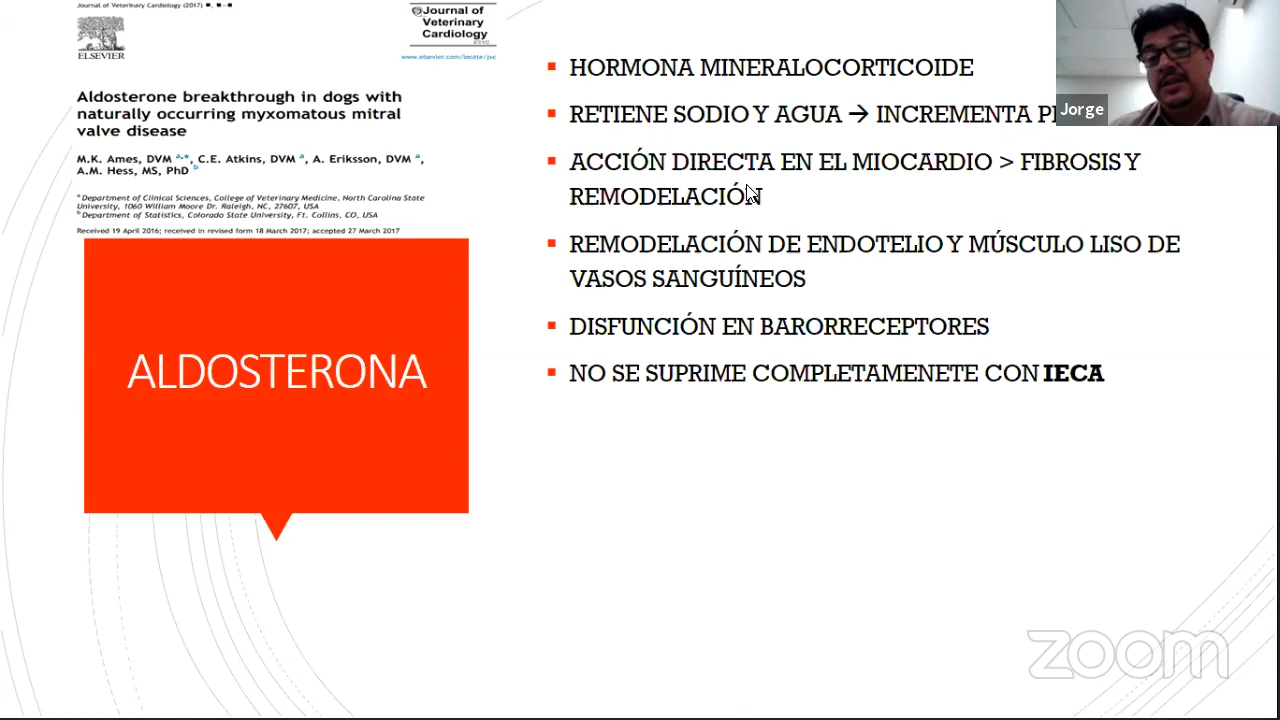 Journal of Veterinary Cardiology (2017) ■, ■–■
ELSEVIER
Journal of
Veterinary
Cardiology
www.elsevier.com/locate/jvc
Aldosterone breakthrough in dogs with
naturally occurring myxomatous mitral
valve disease
M.K. Ames, DVM a,*, C.E. Atkins, DVM a, A. Eriksson, DVM a,
A.M. Hess, MS, PhD b
a Department of Clinical Sciences, College of Veterinary Medicine, North Carolina State
University, 1060 William Moore Dr. Raleigh, NC, 27607, USA
b Department of Statistics, Colorado State University, Ft. Collins, CO, USA
Received 19 April 2016; received in revised form 18 March 2017; accepted 27 March 2017
ALDOSTERONA
▪ HORMONA MINERALOCORTICOIDE
▪ RETIENE SODIO Y AGUA → INCREMENTA
▪ ACCIÓN DIRECTA EN EL MIOCARDIO > FIBROSIS Y
REMODELACIÓN
▪ REMODELACIÓN DE ENDOTELIO Y MÚSCULO LISO DE
VASOS SANGUÍNEOS
▪ DISFUNCIÓN EN BARORRECEPTORES
▪ NO SE SUPRIME COMPLETAMENETE CON IECA
Jorge
zoom